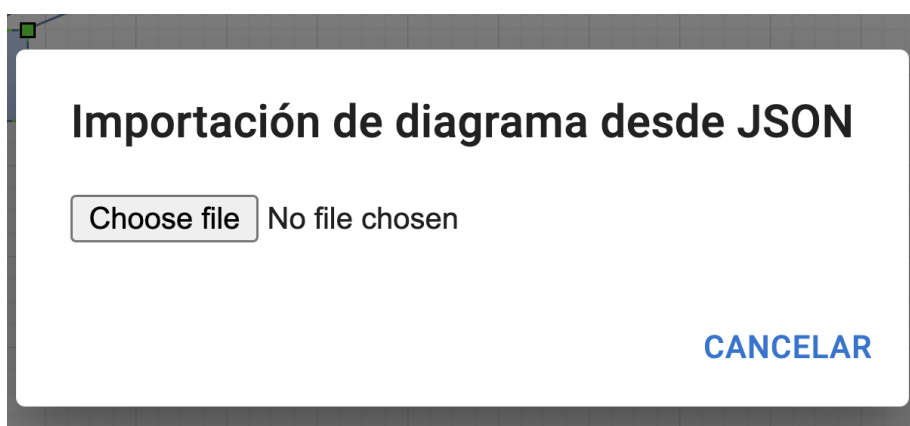 Importación de diagrama desde JSON
Choose file No file chosen
CANCELAR